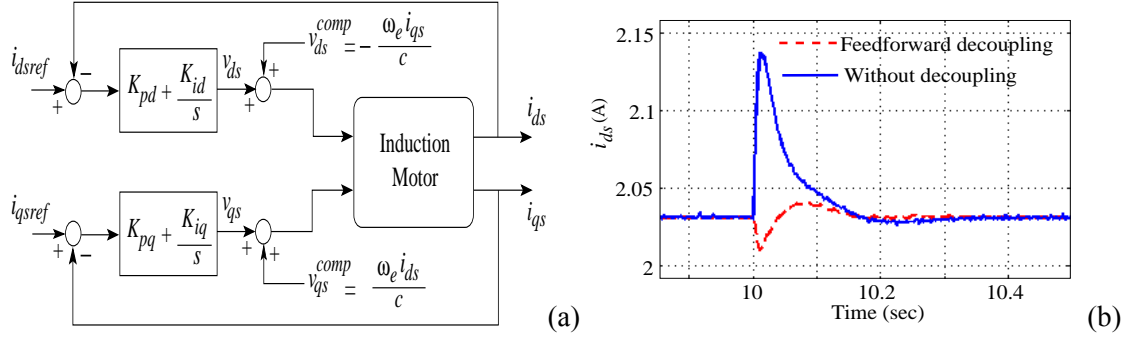 i_dsref
K_pd + K_id/s
v_ds
v_ds^comp = − ω_e i_qs / c
Induction
Motor
i_ds
i_qs
i_qsref
K_pq + K_iq/s
v_qs
v_qs^comp = ω_e i_ds / c
(a)
2.15
2.1
2.05
2
i_ds (A)
Feedforward decoupling
Without decoupling
10
10.2
10.4
Time (sec)
(b)